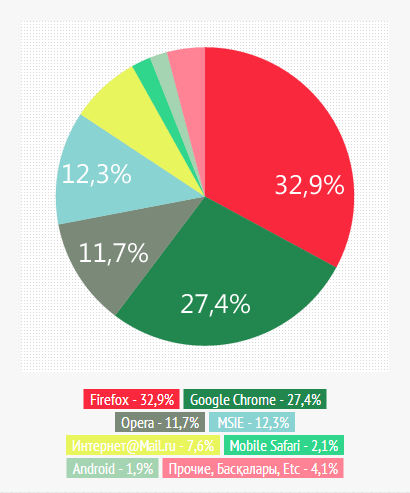 32,9%
27,4%
11,7%
12,3%
Firefox - 32,9% Google Chrome - 27,4%
Opera - 11,7% MSIE - 12,3%
Интернет@Mail.ru - 7,6% Mobile Safari - 2,1%
Android - 1,9% Прочие, Басқалары, Etc - 4,1%